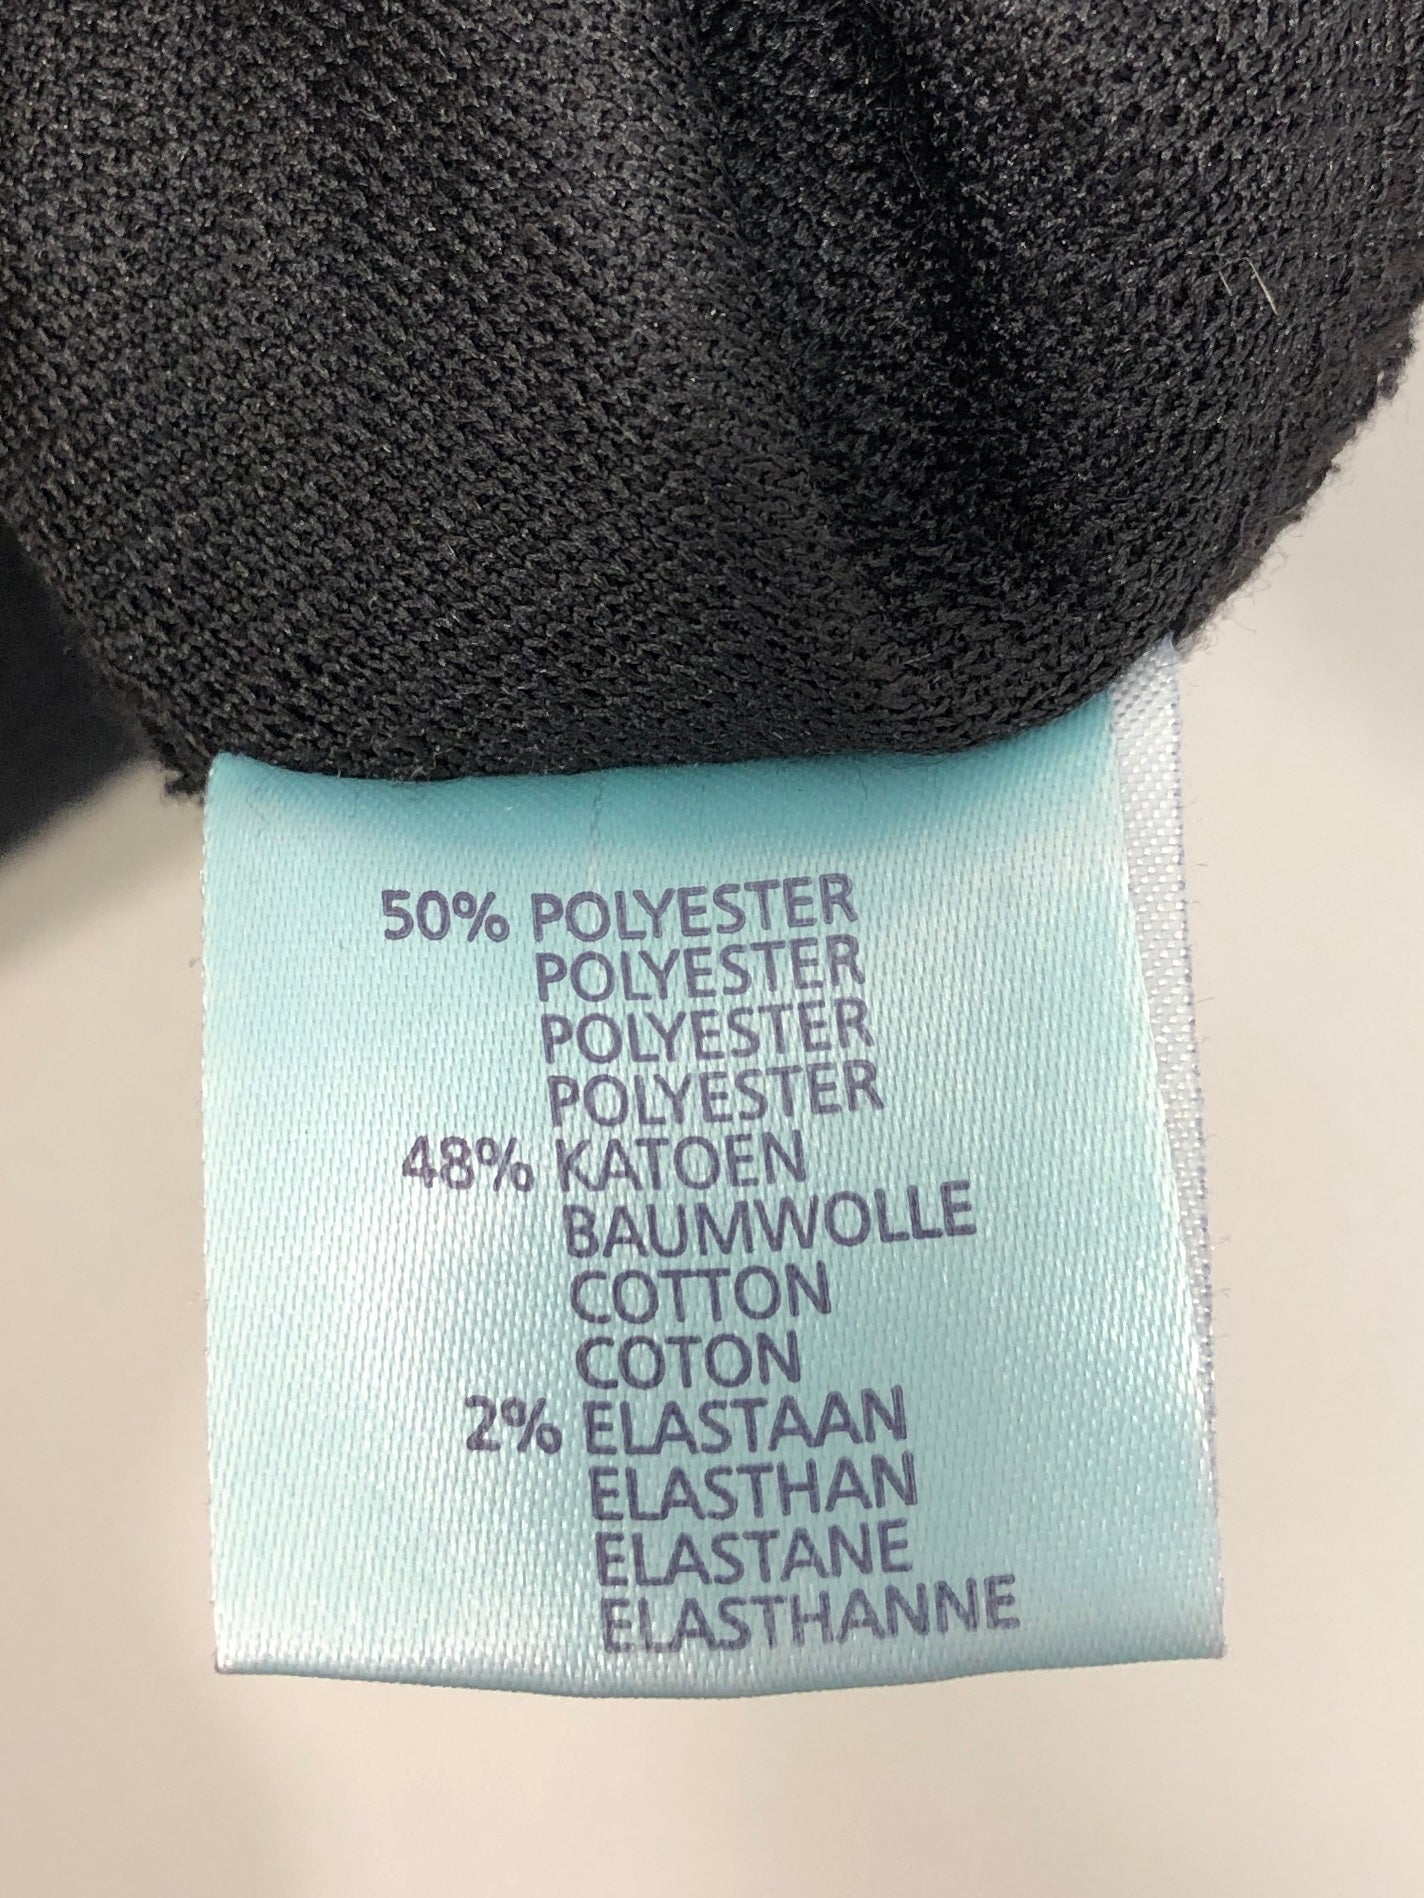 50% POLYESTER
POLYESTER
POLYESTER
POLYESTER
48% KATOEN
BAUMWOLLE
COTTON
COTON
2% ELASTAAN
ELASTHAN
ELASTANE
ELASTHANNE